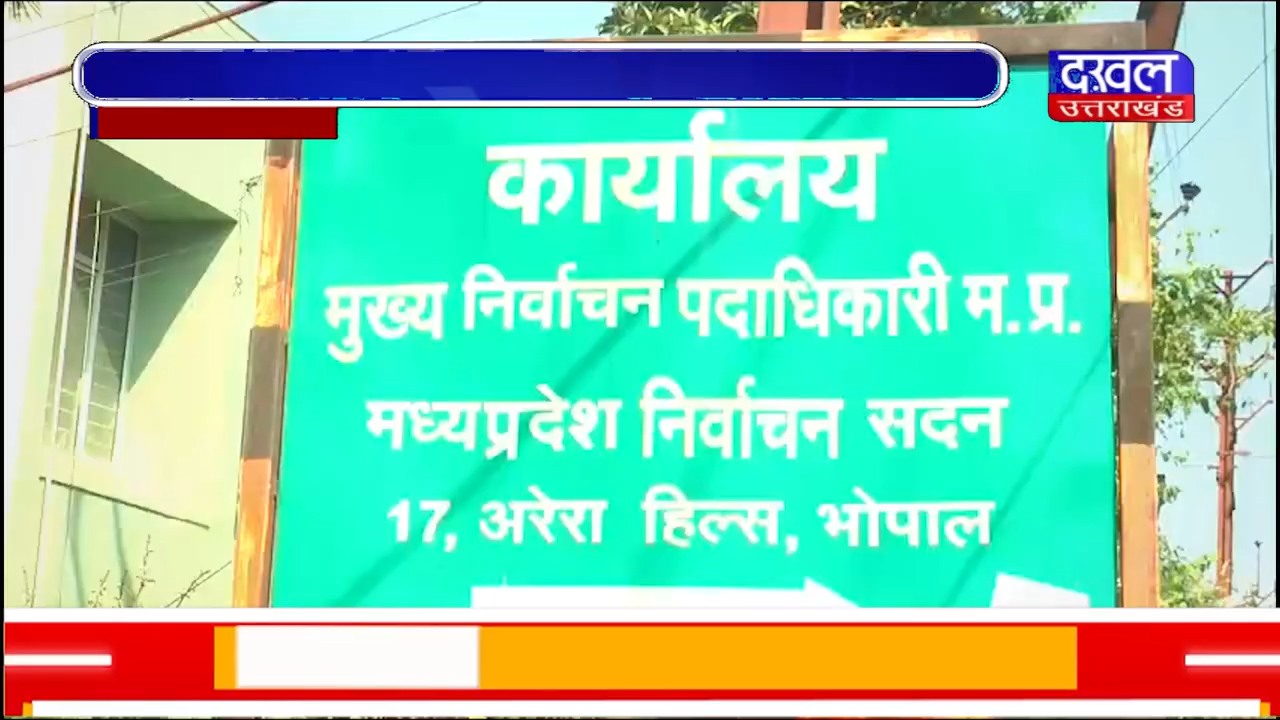 दखल
उत्तराखंड
कार्यालय
मुख्य निर्वाचन पदाधिकारी म.प्र.
मध्यप्रदेश निर्वाचन सदन
17, अरेरा हिल्स, भोपाल